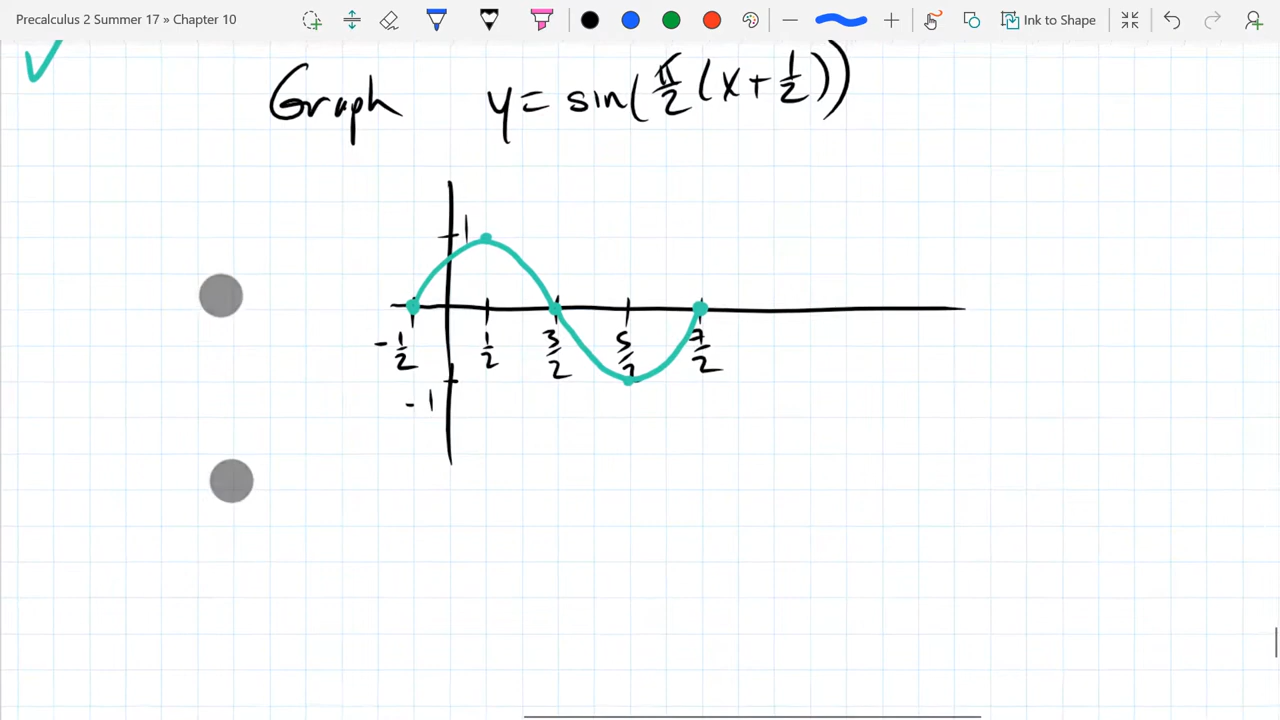 Precalculus 2 Summer 17 » Chapter 10
Ink to Shape
Graph y = sin(π/2(x+1/2))
1
-1/2 1/2 3/2 5/2 7/2
-1